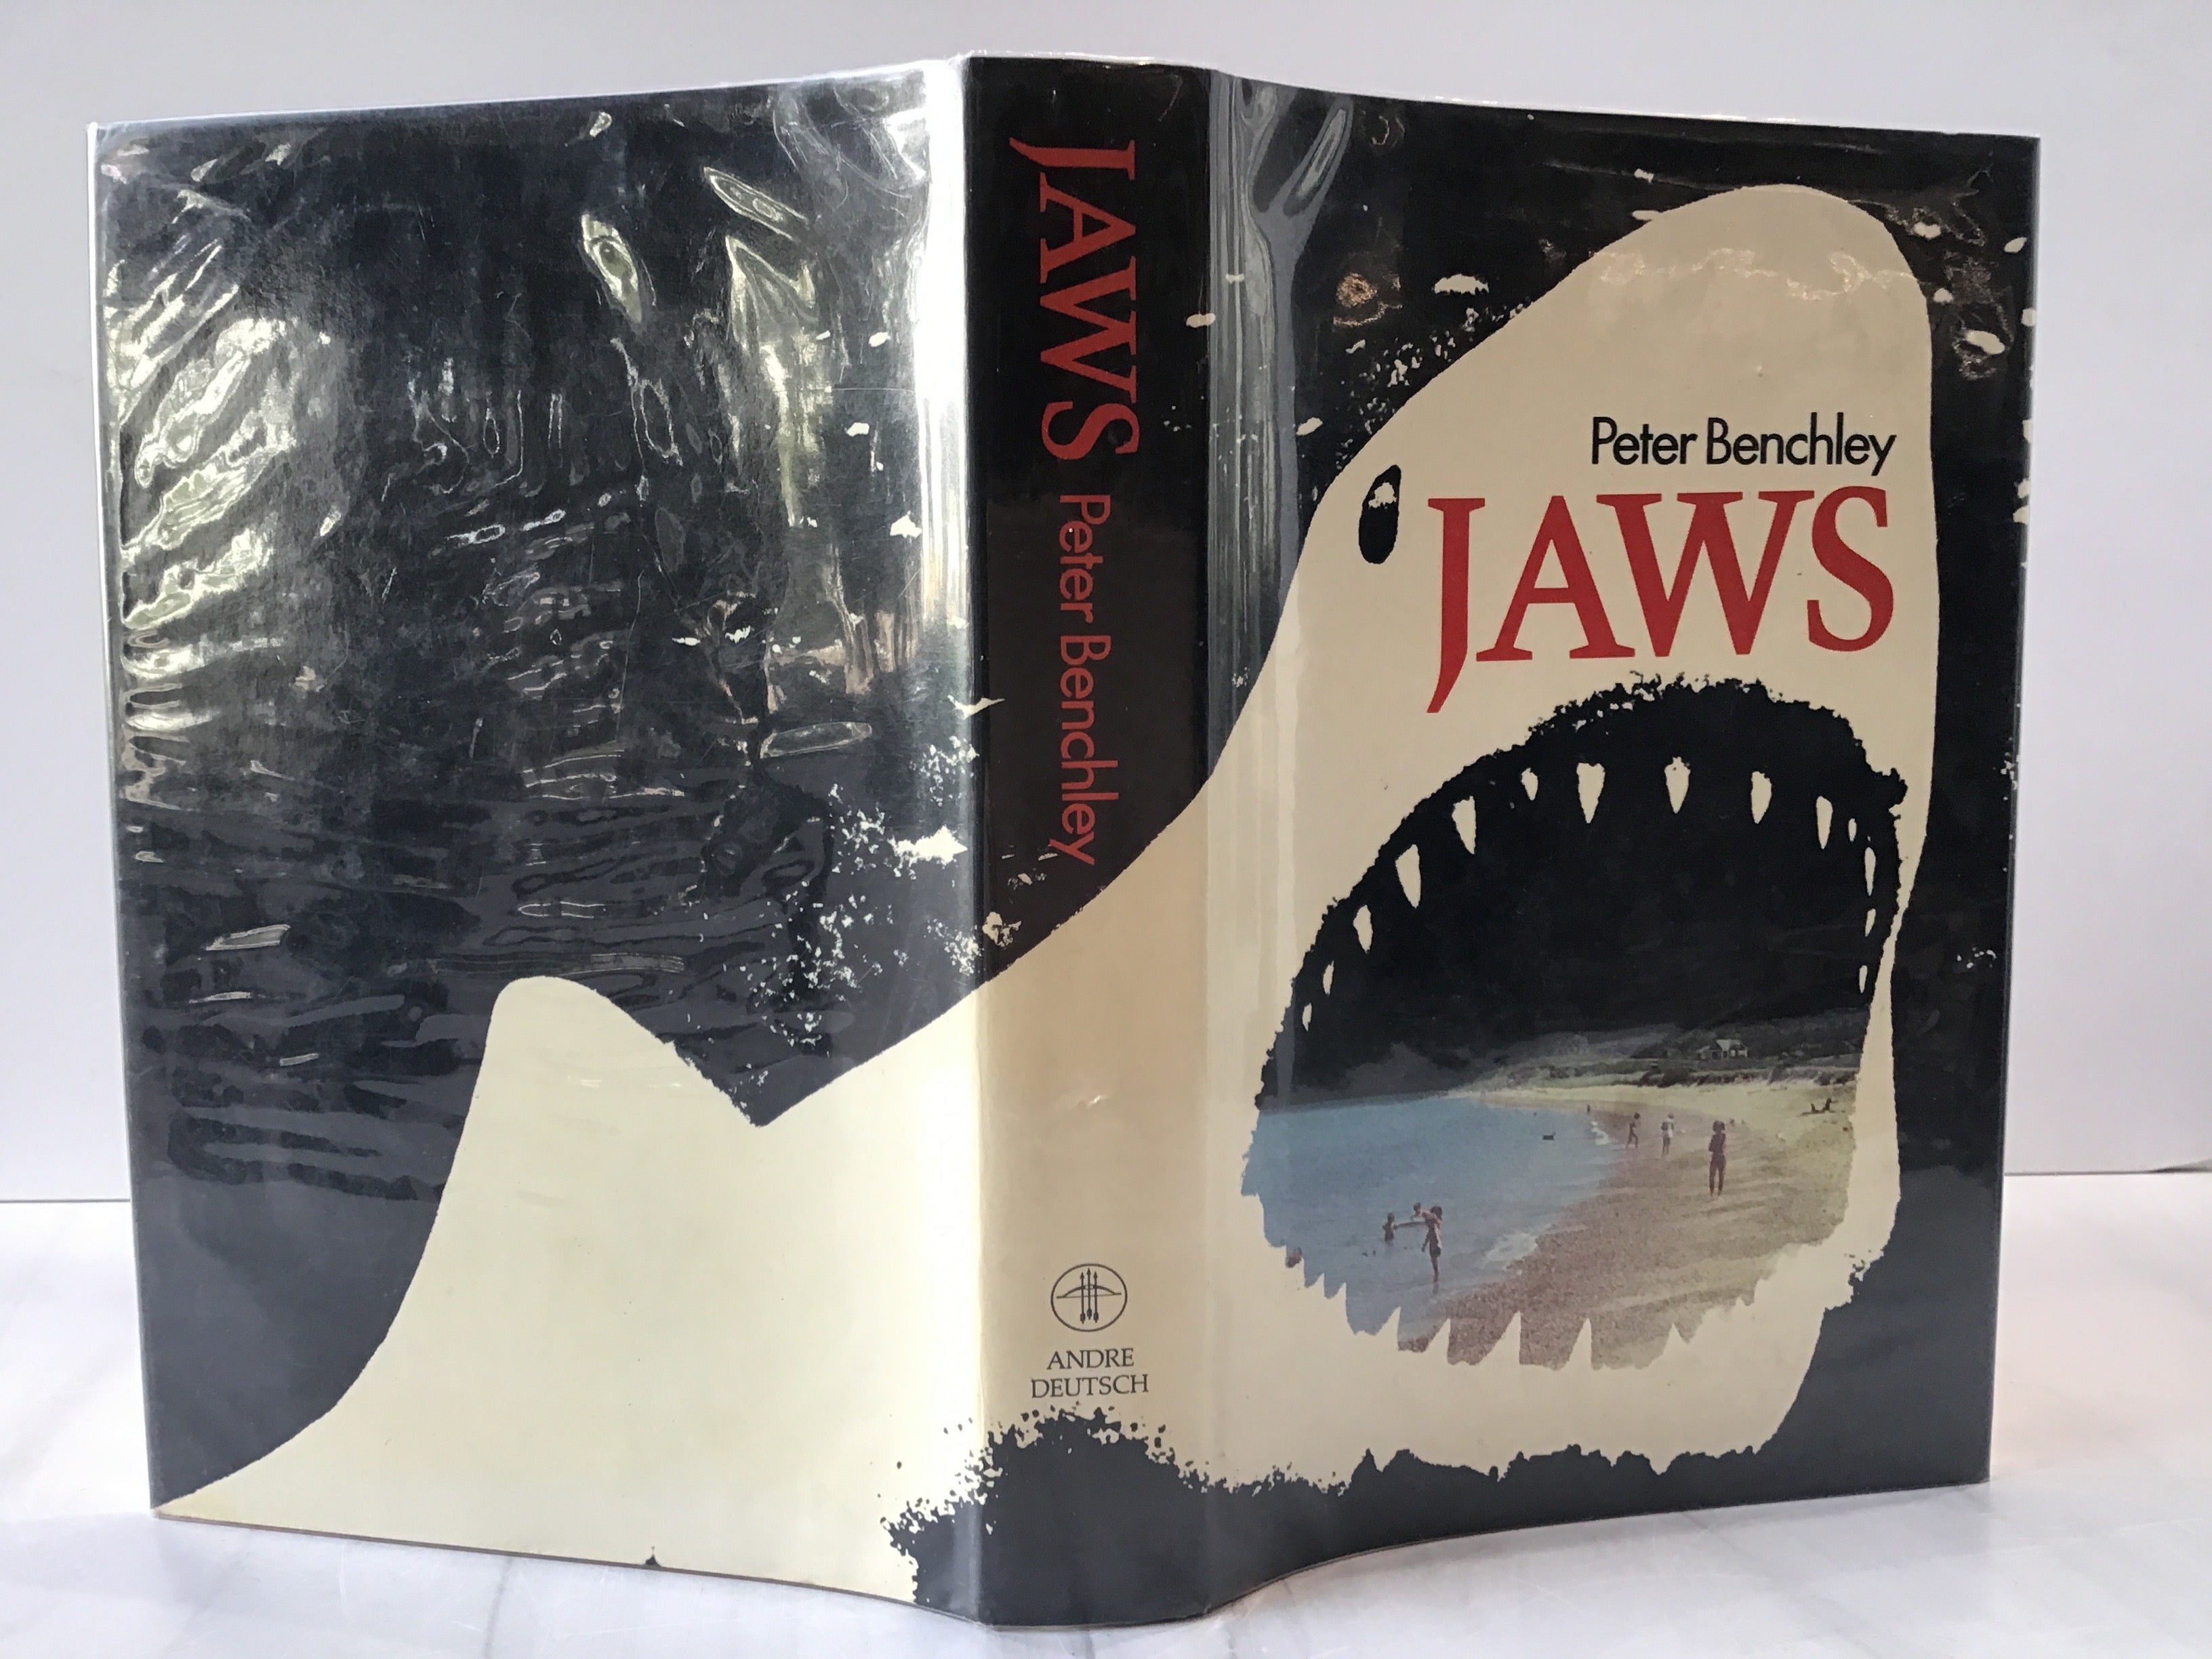 JAWS Peter Benchley
ANDRE
DEUTSCH
Peter Benchley
JAWS